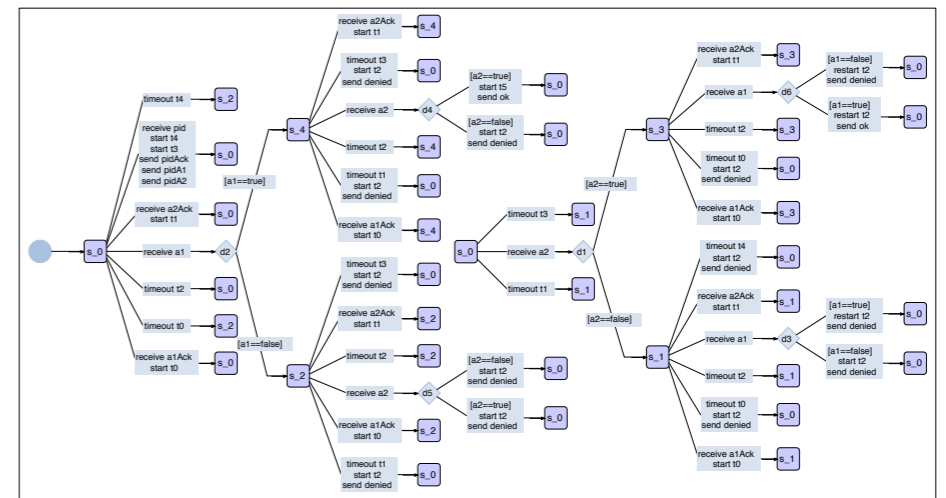 s_0
timeout t4
s_2
receive pid
start t4
start t3
send pidAck
send pidA1
send pidA2
s_0
receive a2Ack
start t1
s_0
receive a1
d2
timeout t2
s_0
timeout t0
s_2
receive a1Ack
start t0
s_0
[a1==true]
[a1==false]
s_4
receive a2Ack
start t1
s_4
timeout t3
start t2
send denied
s_0
receive a2
d4
[a2==true]
start t5
send ok
s_0
[a2==false]
start t2
send denied
s_0
timeout t2
s_4
timeout t1
start t2
send denied
s_0
receive a1Ack
start t0
s_4
s_2
timeout t3
start t2
send denied
s_0
receive a2Ack
start t1
s_2
timeout t2
s_2
receive a2
d5
[a2==false]
start t2
send denied
s_0
[a2==true]
start t2
send denied
s_0
receive a1Ack
start t0
s_2
timeout t1
start t2
send denied
s_0
s_0
timeout t3
s_1
receive a2
d1
timeout t1
s_1
[a2==true]
[a2==false]
s_3
receive a2Ack
start t1
s_3
receive a1
d6
[a1==false]
restart t2
send denied
s_0
[a1==true]
restart t2
send ok
s_0
timeout t2
s_3
timeout t0
start t2
send denied
s_0
receive a1Ack
start t0
s_3
s_1
timeout t4
start t2
send denied
s_0
receive a2Ack
start t1
s_1
receive a1
d3
[a1==true]
restart t2
send denied
s_0
[a1==false]
start t2
send denied
s_0
timeout t2
s_1
timeout t0
start t2
send denied
s_0
receive a1Ack
start t0
s_1